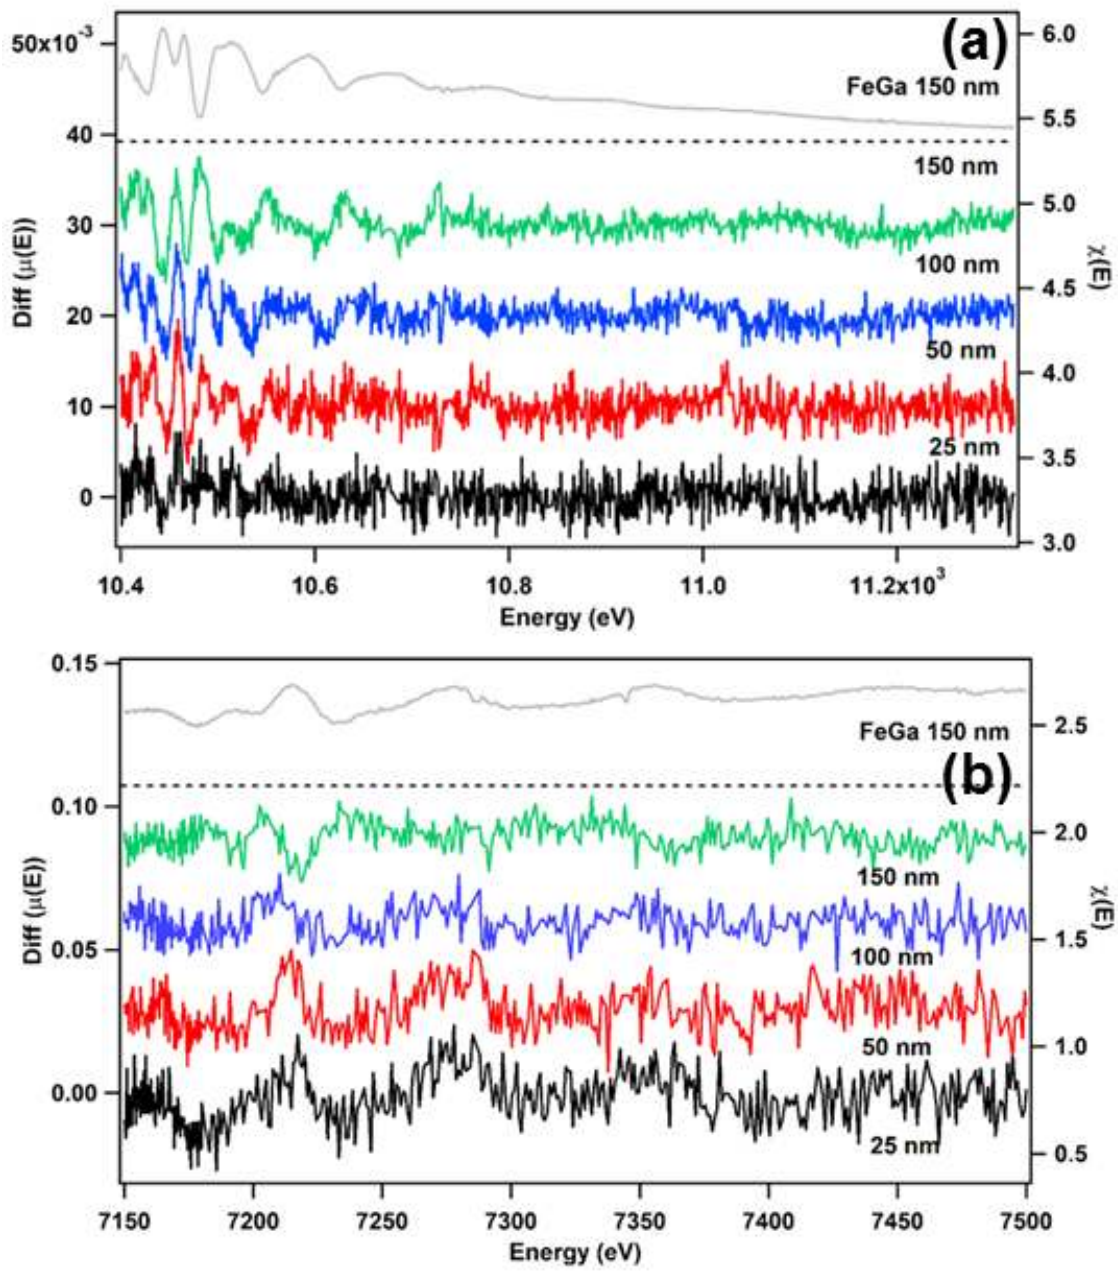 (a)
50x10⁻³
40
30
20
10
0
Diff (μ(E))
6.0
5.5
5.0
4.5
4.0
3.5
3.0
χ(E)
FeGa 150 nm
150 nm
100 nm
50 nm
25 nm
10.4 10.6 10.8 11.0 11.2x10³
Energy (eV)
(b)
0.15
0.10
0.05
0.00
Diff (μ(E))
2.5
2.0
1.5
1.0
0.5
χ(E)
FeGa 150 nm
150 nm
100 nm
50 nm
25 nm
7150 7200 7250 7300 7350 7400 7450 7500
Energy (eV)